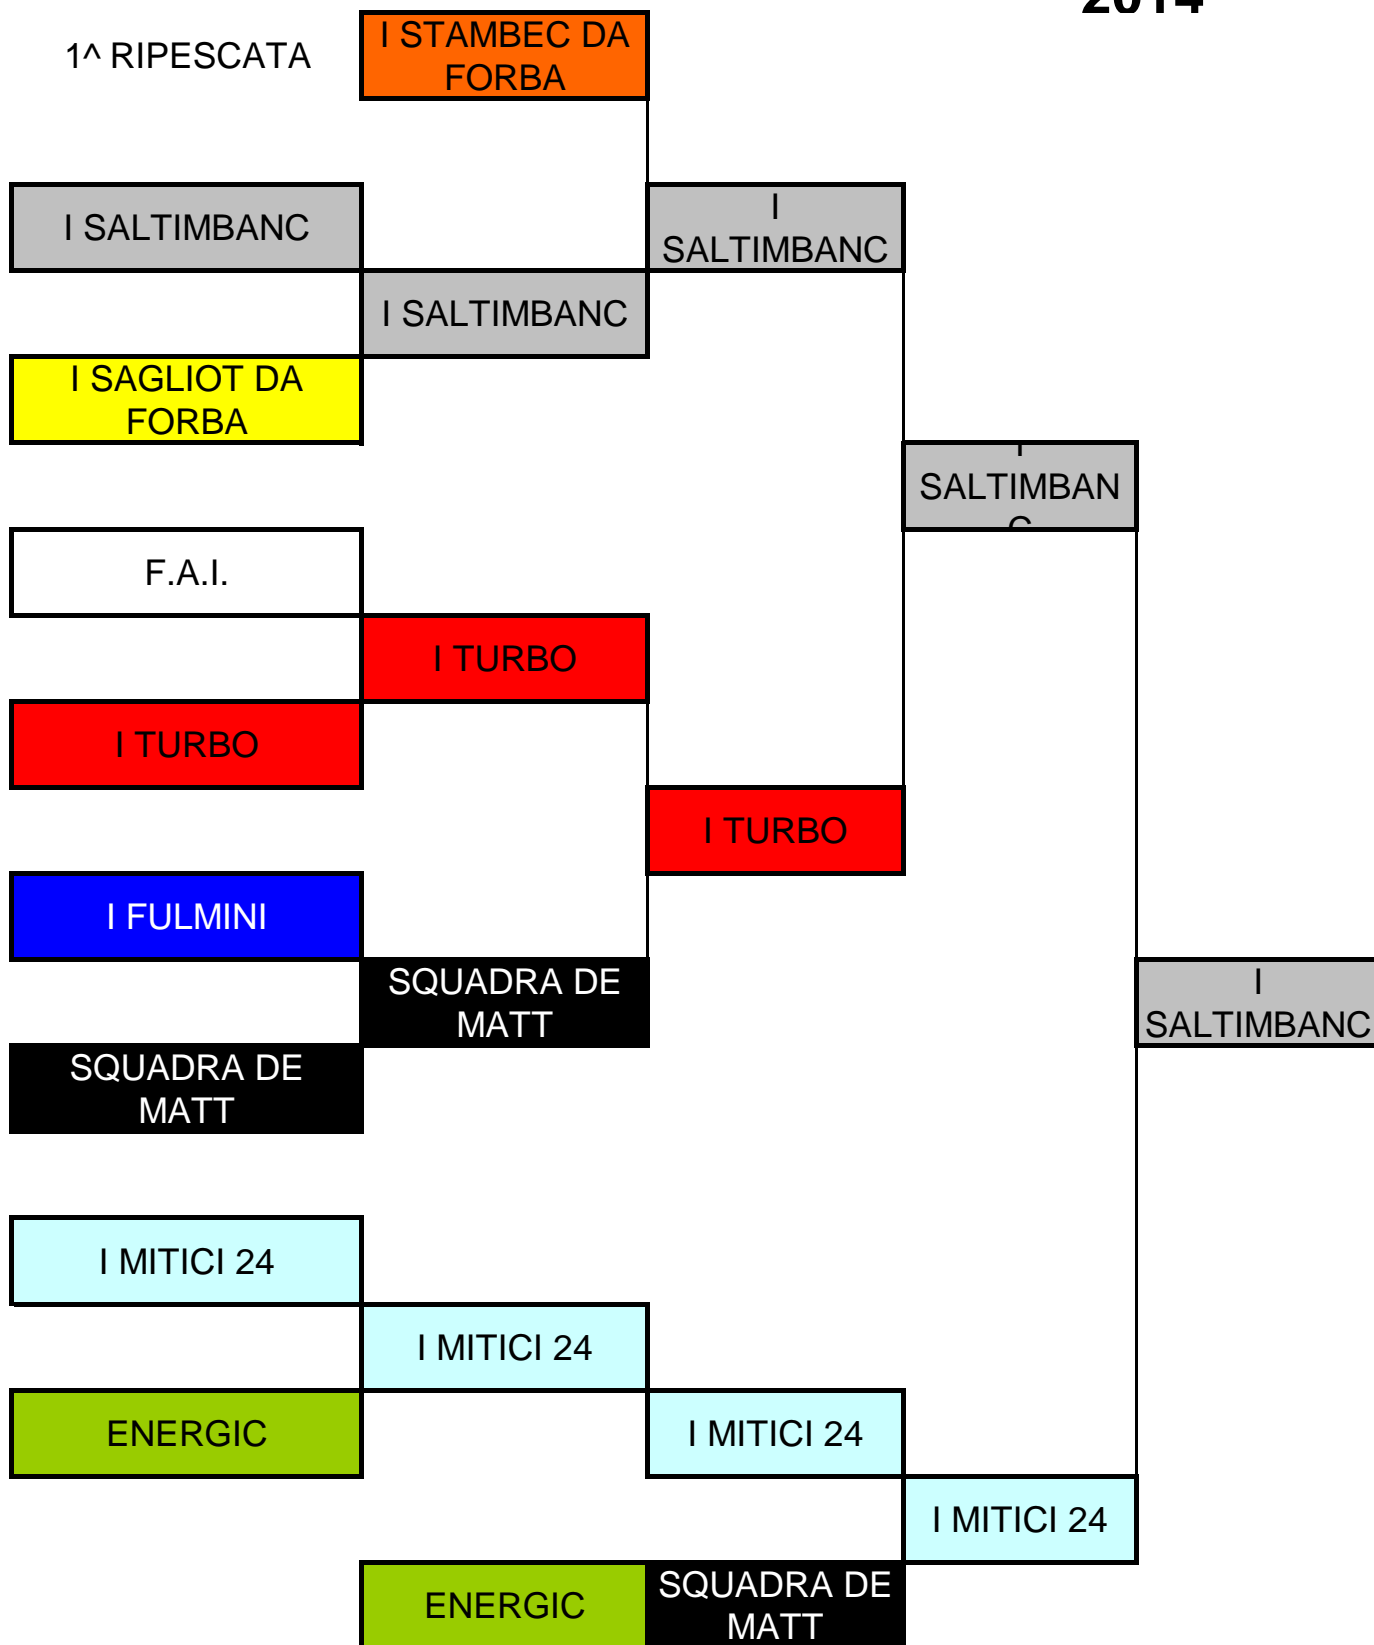 2014
1^ RIPESCATA
I STAMBEC DA
FORBA
I SALTIMBANC
I
SALTIMBANC
I SALTIMBANC
I SAGLIOT DA
FORBA
I
SALTIMBAN
C
F.A.I.
I TURBO
I TURBO
I TURBO
I FULMINI
SQUADRA DE
MATT
I
SALTIMBANC
SQUADRA DE
MATT
I MITICI 24
I MITICI 24
ENERGIC
I MITICI 24
I MITICI 24
ENERGIC
SQUADRA DE
MATT